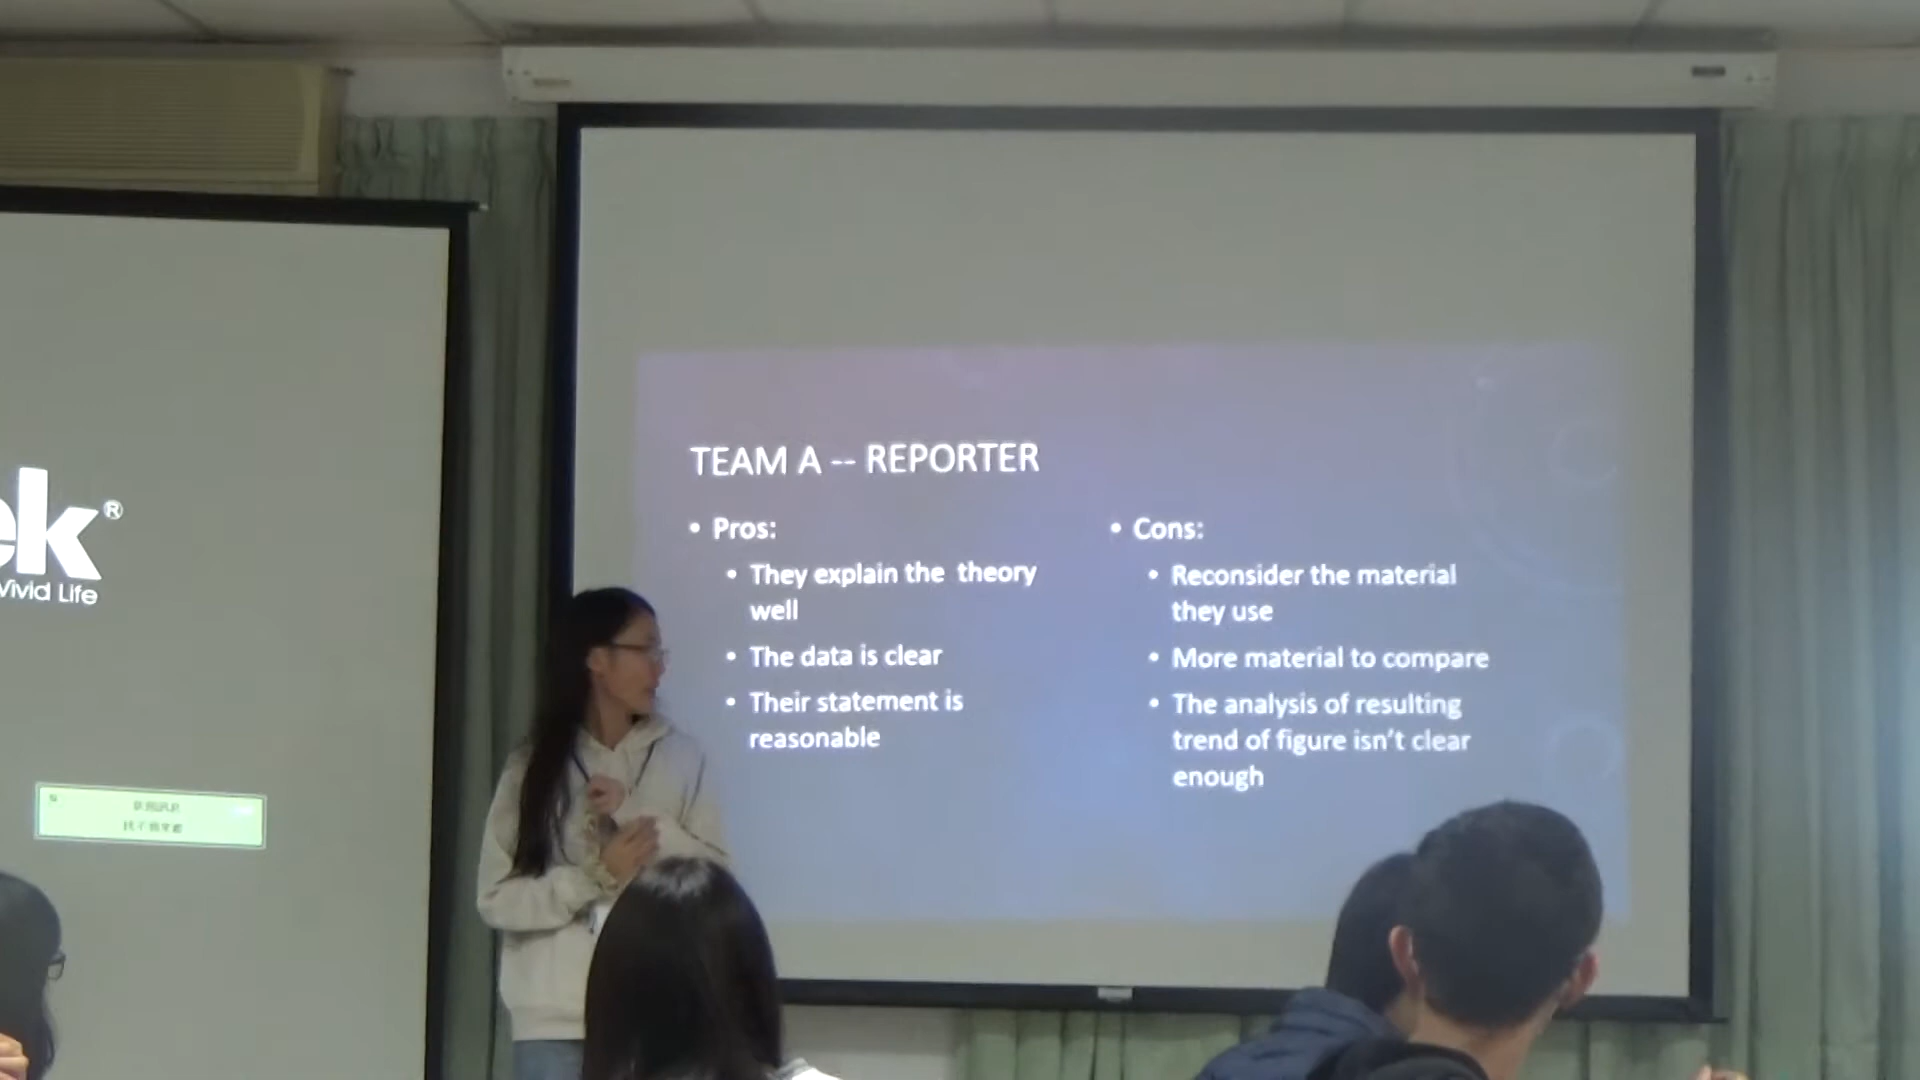 ek®
Vivid Life
TEAM A -- REPORTER
• Pros:
• They explain the theory
well
• The data is clear
• Their statement is
reasonable
• Cons:
• Reconsider the material
they use
• More material to compare
• The analysis of resulting
trend of figure isn't clear
enough